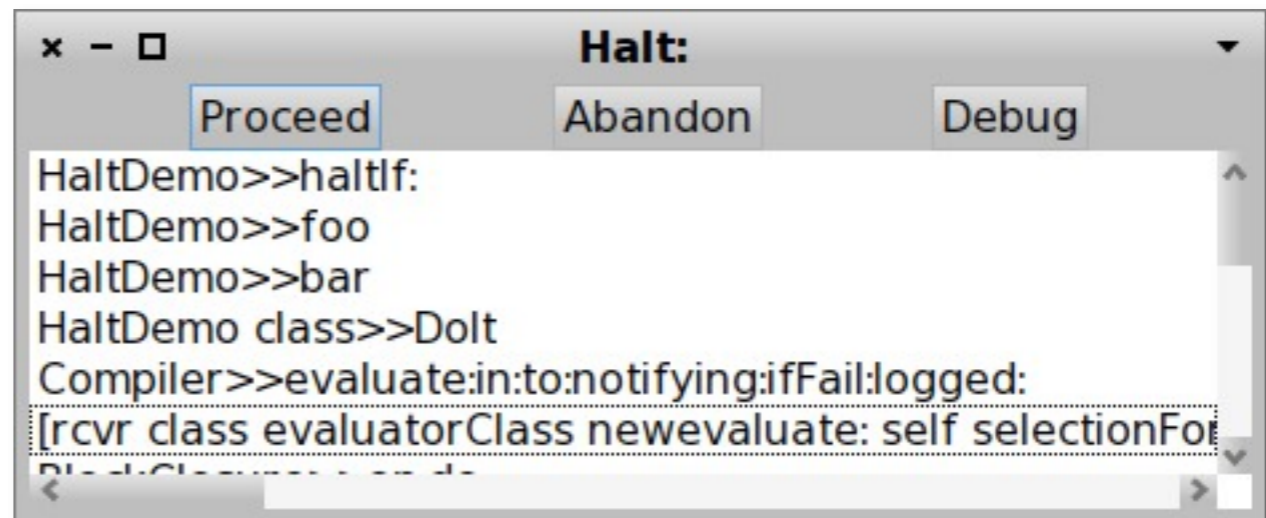 Halt:
Proceed Abandon Debug
HaltDemo>>haltIf:
HaltDemo>>foo
HaltDemo>>bar
HaltDemo class>>DoIt
Compiler>>evaluate:in:to:notifying:ifFail:logged:
[rcvr class evaluatorClass newevaluate: self selectionFor